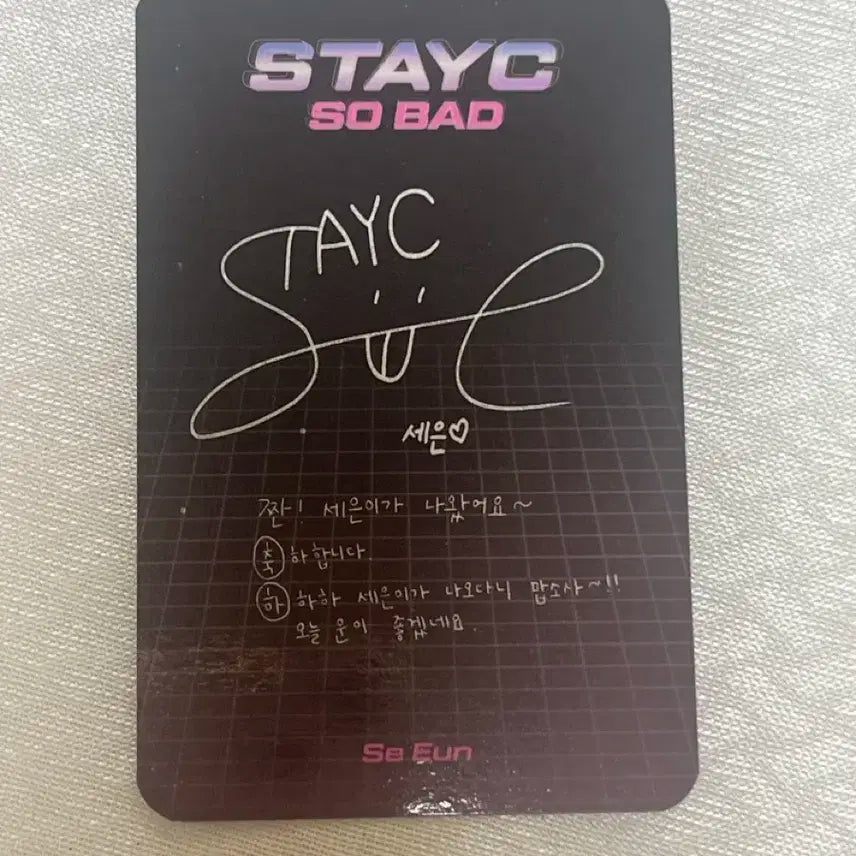 STAYC
SO BAD
STAYC
세은♡
짠! 세은이가 나왔어요~
축 하합니다.
하 하하 세은이가 나오다니 맙소사~!!
오늘 운이 좋겠네요.
Se Eun